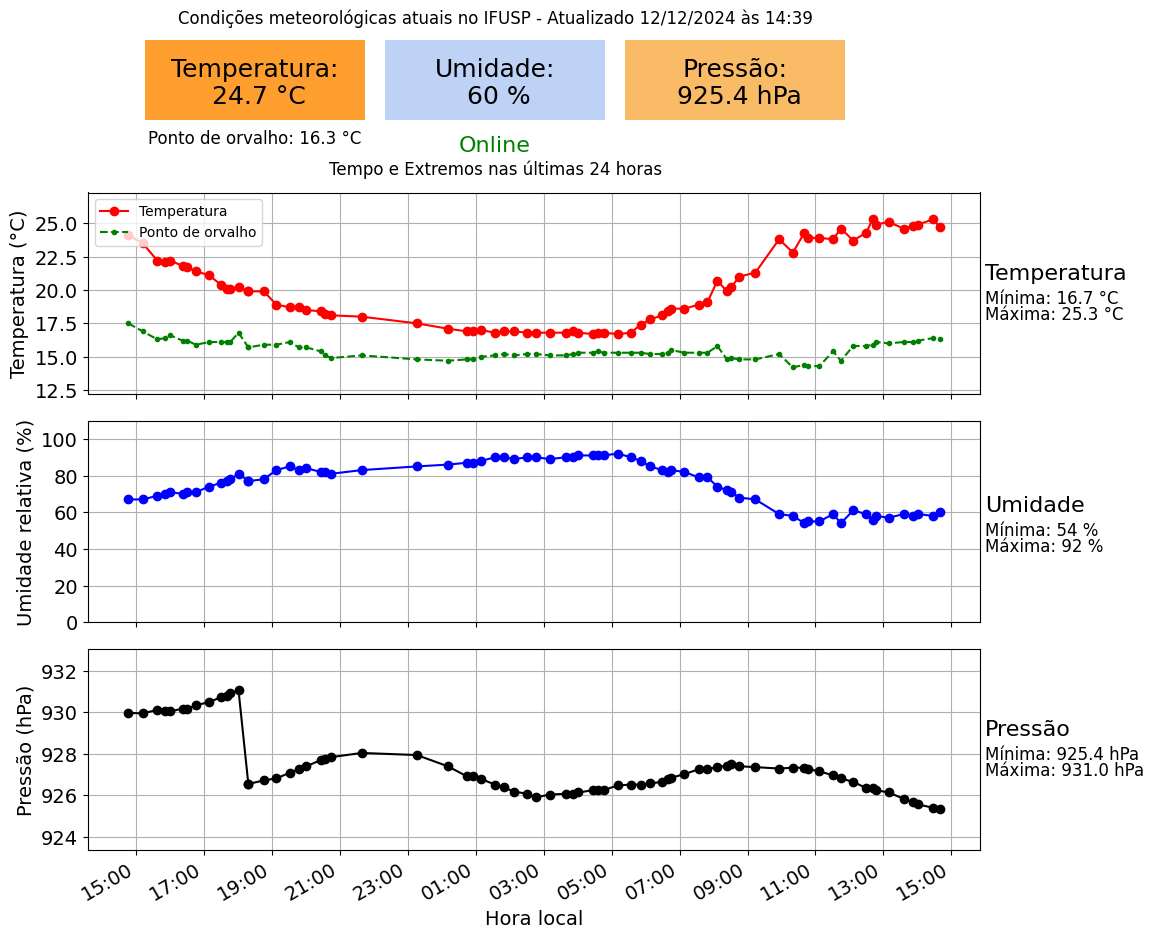 Condições meteorológicas atuais no IFUSP - Atualizado 12/12/2024 às 14:39
Temperatura:
24.7 °C
Umidade:
60 %
Pressão:
925.4 hPa
Ponto de orvalho: 16.3 °C
Online
Tempo e Extremos nas últimas 24 horas
Temperatura (°C)
25.0
22.5
20.0
17.5
15.0
12.5
Temperatura
Ponto de orvalho
Temperatura
Mínima: 16.7 °C
Máxima: 25.3 °C
Umidade relativa (%)
100
80
60
40
20
0
Umidade
Mínima: 54 %
Máxima: 92 %
Pressão (hPa)
932
930
928
926
924
Pressão
Mínima: 925.4 hPa
Máxima: 931.0 hPa
15:00
17:00
19:00
21:00
23:00
01:00
03:00
05:00
07:00
09:00
11:00
13:00
15:00
Hora local